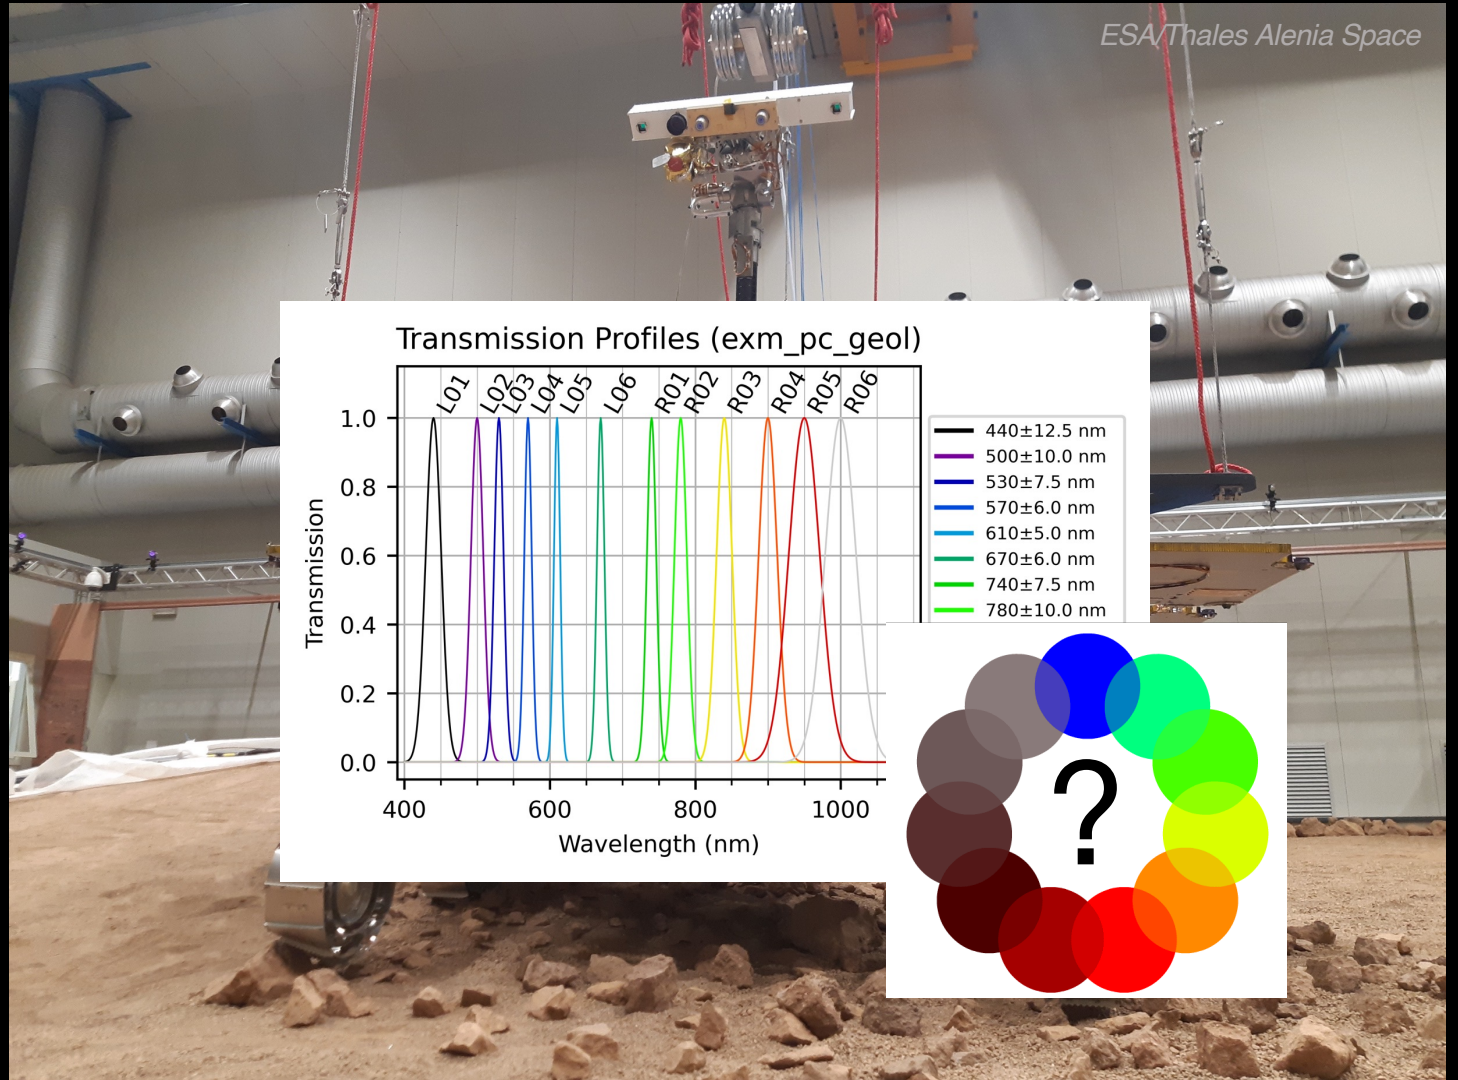 ESA/Thales Alenia Space
Transmission Profiles (exm_pc_geol)
L01 L02 L03 L04 L05 L06 R01 R02 R03 R04 R05 R06
1.0
0.8
0.6
0.4
0.2
0.0
Transmission
400 600 800 1000
Wavelength (nm)
440±12.5 nm
500±10.0 nm
530±7.5 nm
570±6.0 nm
610±5.0 nm
670±6.0 nm
740±7.5 nm
780±10.0 nm
?